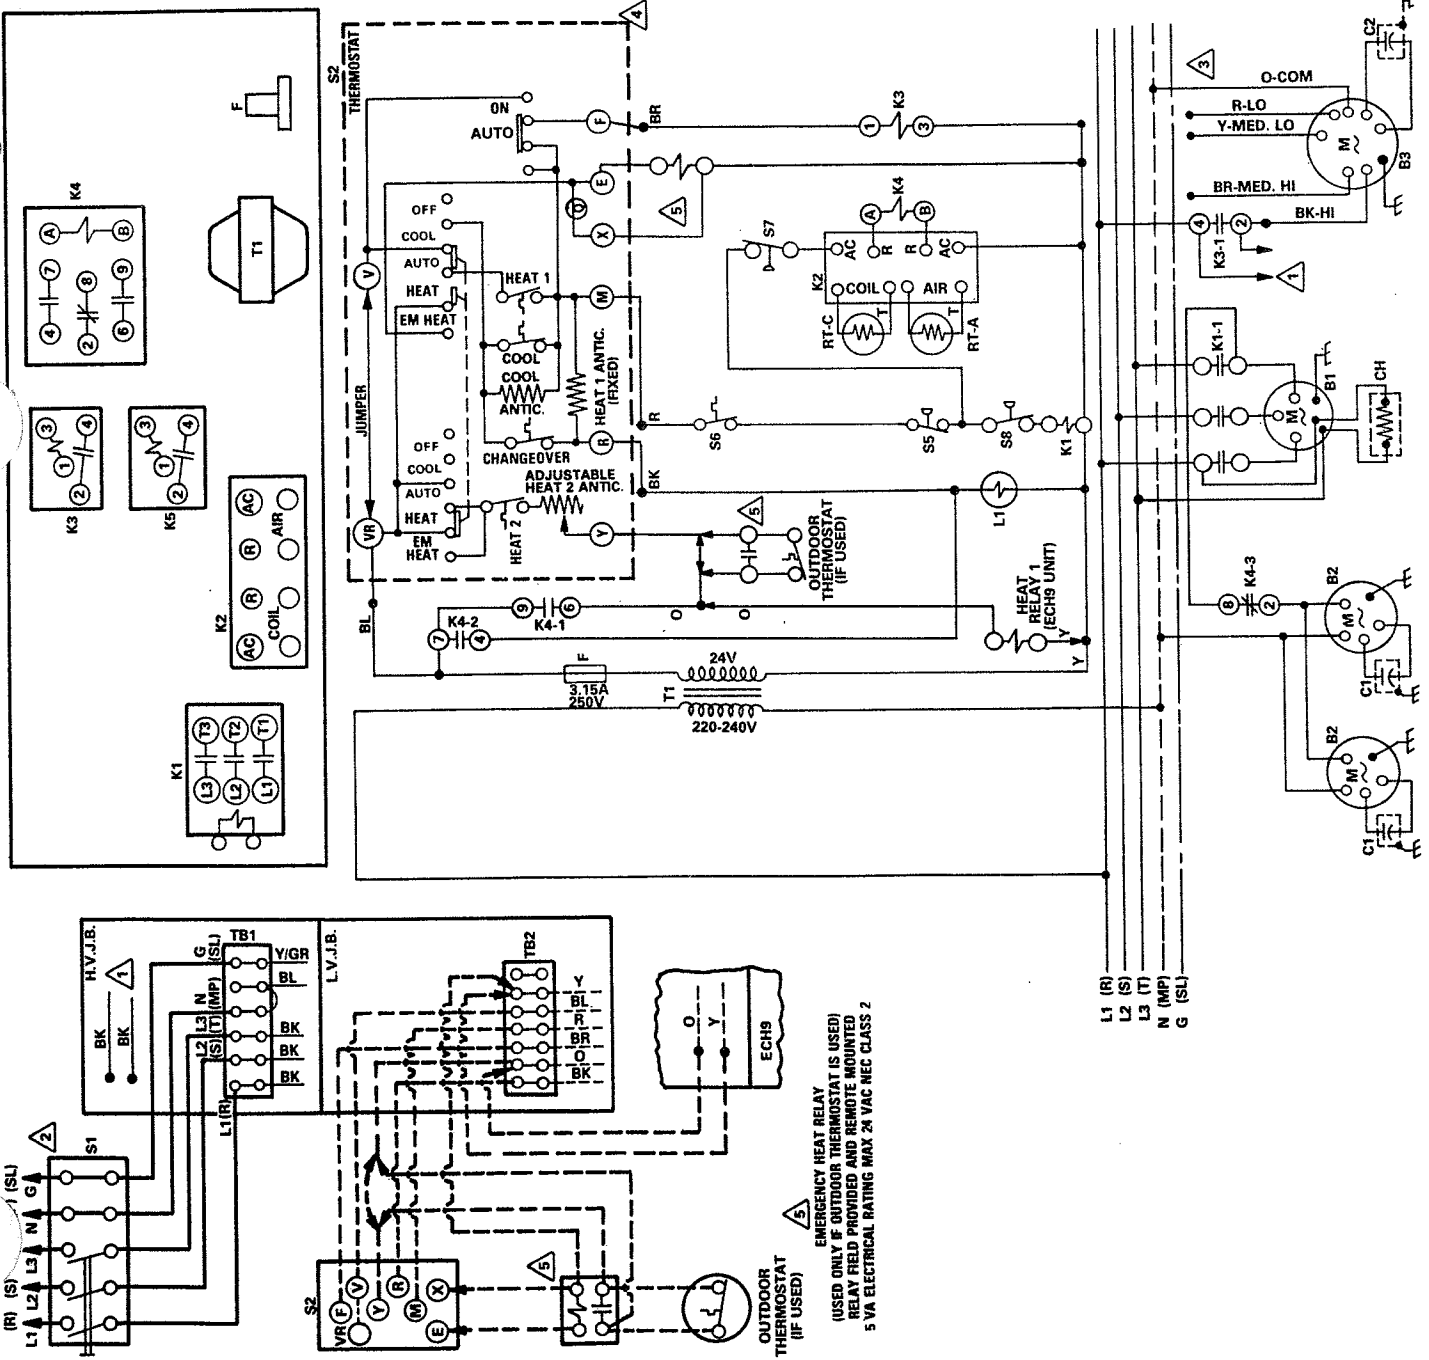 F
K4
A
B
7
8
9
4
2
6
T1
K3
3
1
4
2
K5
3
1
4
2
K2
AC
R
R
AC
COIL
AIR
K1
T3
T2
T1
L3
L2
L1
S2
THERMOSTAT
4
ON
AUTO
F
BR
OFF
COOL
AUTO
HEAT
EM HEAT
V
E
X
5
HEAT 1
M
COOL
COOL
ANTIC.
HEAT 1 ANTIC.
(FIXED)
JUMPER
R
CHANGEOVER
R
BK
OFF
COOL
AUTO
HEAT
EM
HEAT
ADJUSTABLE
HEAT 2 ANTIC.
HEAT 2
VR
Y
BL
1
3
K3
S7
K4
A
B
AC
R
R
AC
K2
COIL
AIR
RT-C
T
T
RT-A
S6
S5
S8
K1
L1
5
OUTDOOR
THERMOSTAT
(IF USED)
9
6
K4-1
7
4
K4-2
O
O
HEAT
RELAY 1
(ECH9 UNIT)
Y
Y
F
3.15A
250V
T1
24V
220-240V
3
C2
O-COM
R-LO
Y-MED. LO
BR-MED. HI
BK-HI
M
B3
4
2
K3-1
1
K1-1
M
B1
CH
8
2
K4-3
B2
M
C1
B2
M
C1
L1 (R)
L2 (S)
L3 (T)
N (MP)
G (SL)
H.V.J.B.
1
BK
BK
TB1
G
(SL)
N
(MP)
L3
(T)
L2
(S)
L1(R)
Y/GR
BL
BK
BK
BK
L.V.J.B.
TB2
Y
BL
R
BR
O
BK
O
Y
ECH9
2
S1
(SL)
G
N
L3
(S)
L2
(R)
L1
S2
VR
F
V
Y
R
M
X
E
5
OUTDOOR
THERMOSTAT
(IF USED)
5
EMERGENCY HEAT RELAY
(USED ONLY IF OUTDOOR THERMOSTAT IS USED)
RELAY FIELD PROVIDED AND REMOTE MOUNTED
5 VA ELECTRICAL RATING MAX 24 VAC NEC CLASS 2